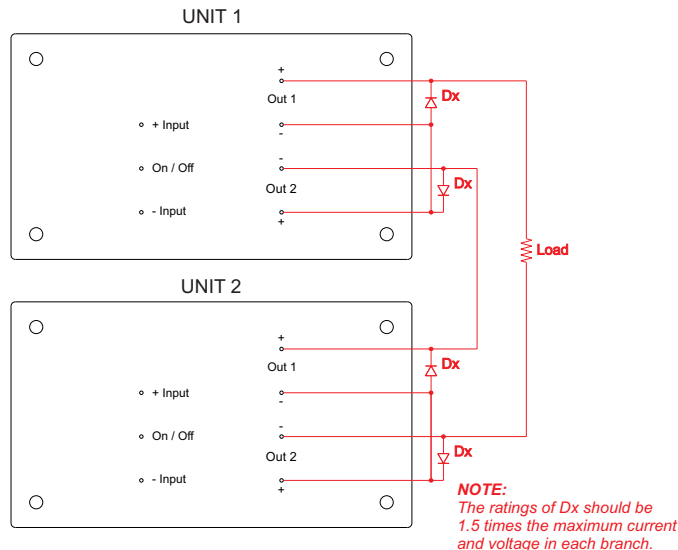 UNIT 1
+
Out 1
Dx
+ Input
-
-
On / Off
Out 2
Dx
- Input
+
Load
UNIT 2
+
Out 1
Dx
+ Input
-
-
On / Off
Out 2
Dx
- Input
+
NOTE:
The ratings of Dx should be
1.5 times the maximum current
and voltage in each branch.